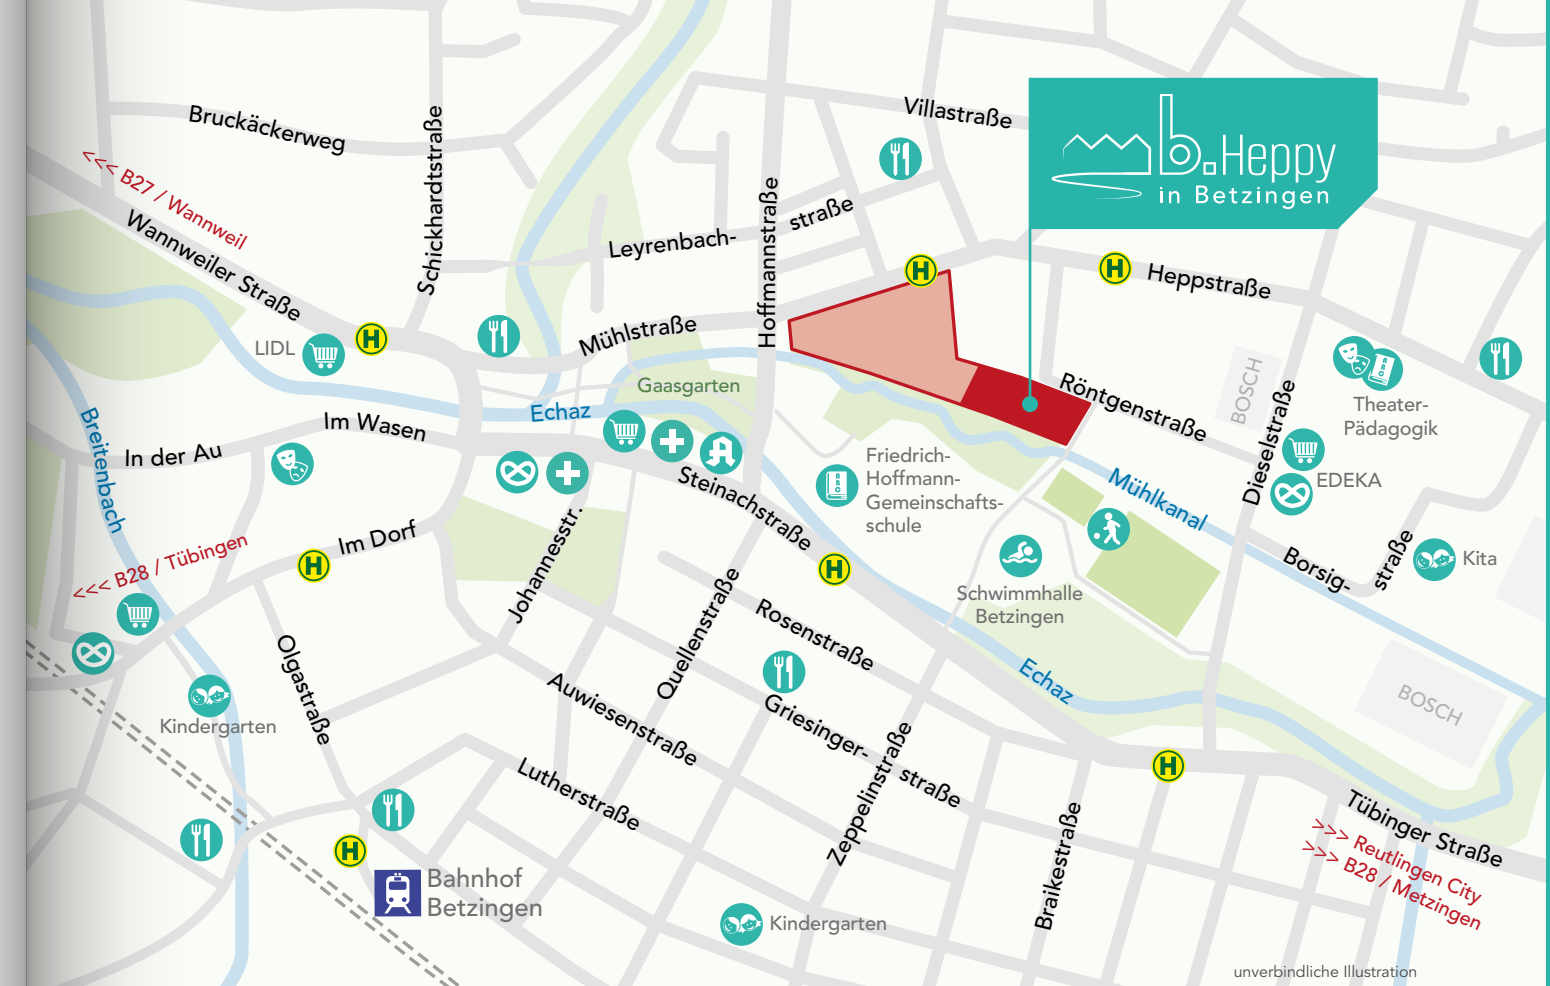 Villastraße
Bruckäckerweg
Schickhardtstraße
b.Heppy
in Betzingen
<<< B27 / Wannweil
Wannweiler Straße
Leyrenbach-
straße
Hoffmannstraße
H
H
Heppstraße
H
LIDL
Mühlstraße
Gaasgarten
Echaz
Röntgenstraße
BOSCH
Dieselstraße
Theater-
Pädagogik
Breitenbach
In der Au
Im Wasen
Steinachstraße
Friedrich-
Hoffmann-
Gemeinschafts-
schule
Mühlkanal
EDEKA
<<< B28 / Tübingen
H
Im Dorf
Johannesstr.
H
Schwimmhalle
Betzingen
Borsig-
straße
Kita
Olgastraße
Quellenstraße
Rosenstraße
Echaz
BOSCH
Kindergarten
Auwiesenstraße
Griesinger-
straße
Zeppelinstraße
H
Lutherstraße
Braikestraße
Tübinger Straße
>>> Reutlingen City
>>> B28 / Metzingen
H
Bahnhof
Betzingen
Kindergarten
unverbindliche Illustration